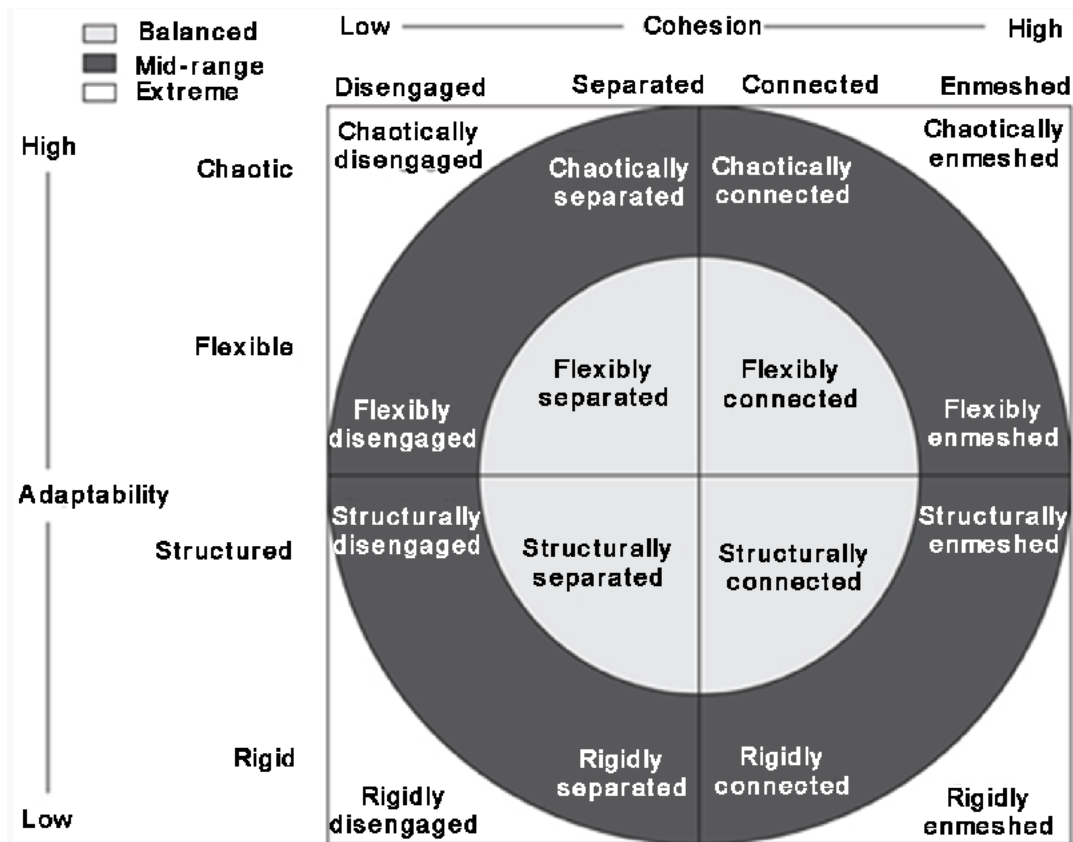 Balanced
Mid-range
Extreme
Low Cohesion High
Disengaged Separated Connected Enmeshed
High
Chaotic
Flexible
Adaptability
Structured
Rigid
Low
Chaotically
disengaged
Chaotically
separated
Chaotically
connected
Chaotically
enmeshed
Flexibly
disengaged
Flexibly
separated
Flexibly
connected
Flexibly
enmeshed
Structurally
disengaged
Structurally
separated
Structurally
connected
Structurally
enmeshed
Rigidly
disengaged
Rigidly
separated
Rigidly
connected
Rigidly
enmeshed